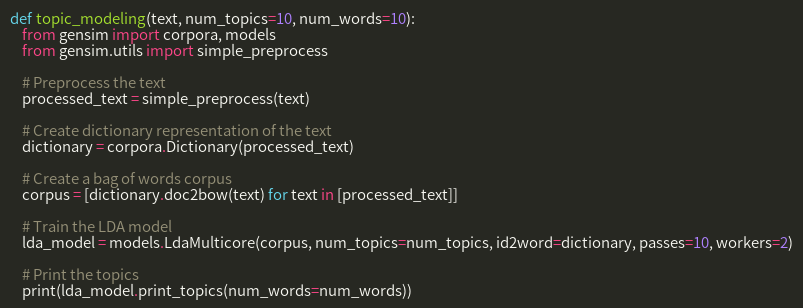 def topic_modeling(text, num_topics=10, num_words=10):
from gensim import corpora, models
from gensim.utils import simple_preprocess
# Preprocess the text
processed_text = simple_preprocess(text)
# Create dictionary representation of the text
dictionary = corpora.Dictionary(processed_text)
# Create a bag of words corpus
corpus = [dictionary.doc2bow(text) for text in [processed_text]]
# Train the LDA model
lda_model = models.LdaMulticore(corpus, num_topics=num_topics, id2word=dictionary, passes=10, workers=2)
# Print the topics
print(lda_model.print_topics(num_words=num_words))